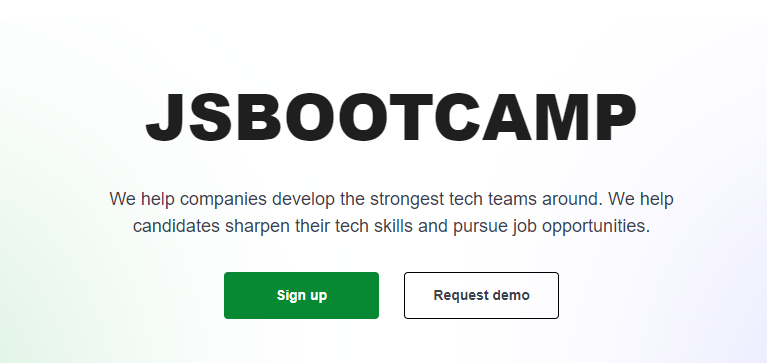 JSBOOTCAMP
We help companies develop the strongest tech teams around. We help
candidates sharpen their tech skills and pursue job opportunities.
Sign up
Request demo